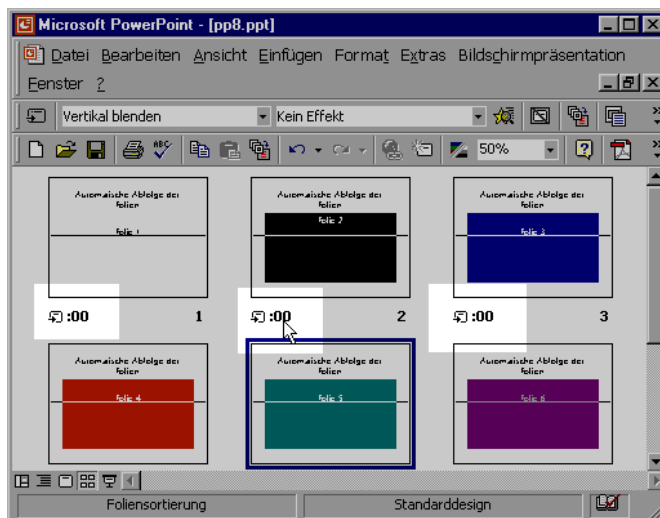 Microsoft PowerPoint - [pp8.ppt]
Datei Bearbeiten Ansicht Einfügen Format Extras Bildschirmpräsentation
Fenster ?
Vertikal blenden Kein Effekt
ABC 50%
Automaische Ablolge der Folien
Automaische Ablolge der Folien
Automaische Ablolge der Folien
Folie 1
Folie 2
Folie 3
:00 1 :00 2 :00 3
Automaische Ablolge der Folien
Automaische Ablolge der Folien
Automaische Ablolge der Folien
Folie 4
Folie 5
Folie 6
Foliensortierung Standarddesign